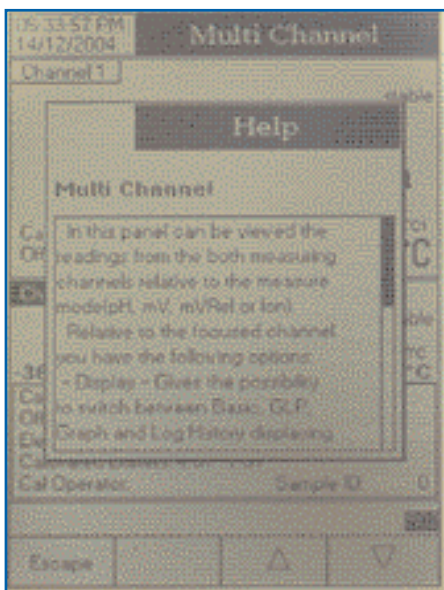 05:33:57 PM
14/12/2004
Multi Channel
Channel 1
stable
Help
Multi Channel
In this panel can be viewed the
readings from the both measuring
channels relative to the measure
mode(pH, mV, mVRel or Ion).
Relative to the focused channel
you have the following options:
- Display - Gives the possibility
to switch between Basic, GLP,
Graph and Log History displaying
°C
°C
Cal Operator:
Sample ID: 0
Escape